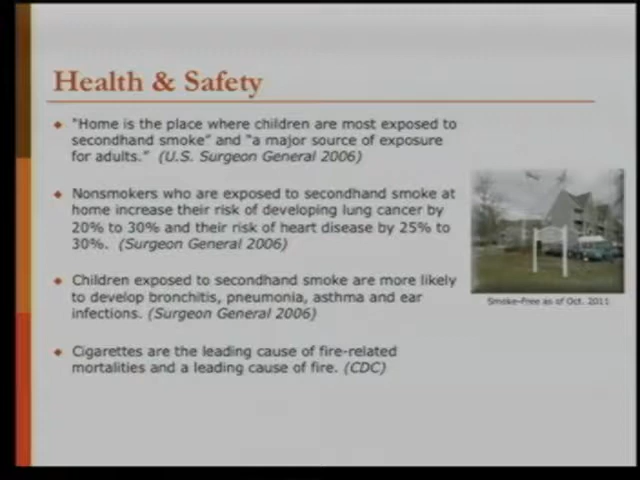 Health & Safety
"Home is the place where children are most exposed to
secondhand smoke" and "a major source of exposure
for adults." (U.S. Surgeon General 2006)
Nonsmokers who are exposed to secondhand smoke at
home increase their risk of developing lung cancer by
20% to 30% and their risk of heart disease by 25% to
30%. (Surgeon General 2006)
Smoke-Free as of Oct. 2011
Children exposed to secondhand smoke are more likely
to develop bronchitis, pneumonia, asthma and ear
infections. (Surgeon General 2006)
Cigarettes are the leading cause of fire-related
mortalities and a leading cause of fire. (CDC)